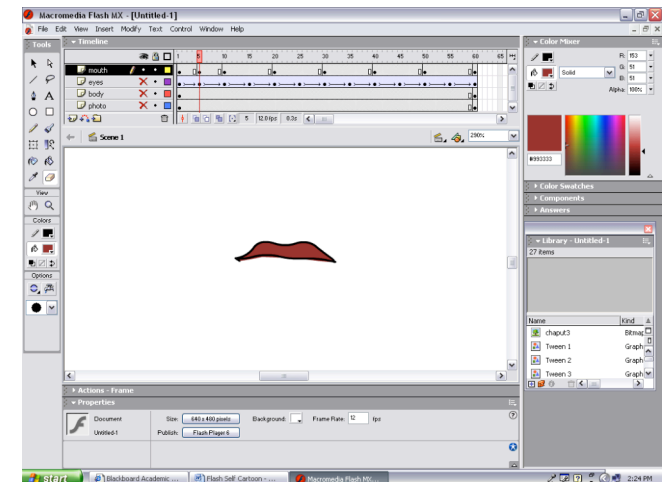 Macromedia Flash MX - [Untitled-1]
File Edit View Insert Modify Text Control Window Help
Tools
Timeline
1 5 10 15 20 25 30 35 40 45 50 55 60 65
mouth
eyes
body
photo
5 12.0 fps 0.3s
Scene 1
290%
View
Colors
Options
Color Mixer
Solid
R: 153
G: 51
B: 51
Alpha: 100%
#993333
Color Swatches
Components
Answers
Library - Untitled-1
27 items
Name Kind
chaput3 Bitmap
Tween 1 Graph
Tween 2 Graph
Tween 3 Graph
Actions - Frame
Properties
Document
Untitled-1
Size: 640 x 400 pixels
Background:
Frame Rate: 12 fps
Publish: Flash Player 6
start
Blackboard Academic ...
Flash Self Cartoon - ...
Macromedia Flash MX...
2:24 PM